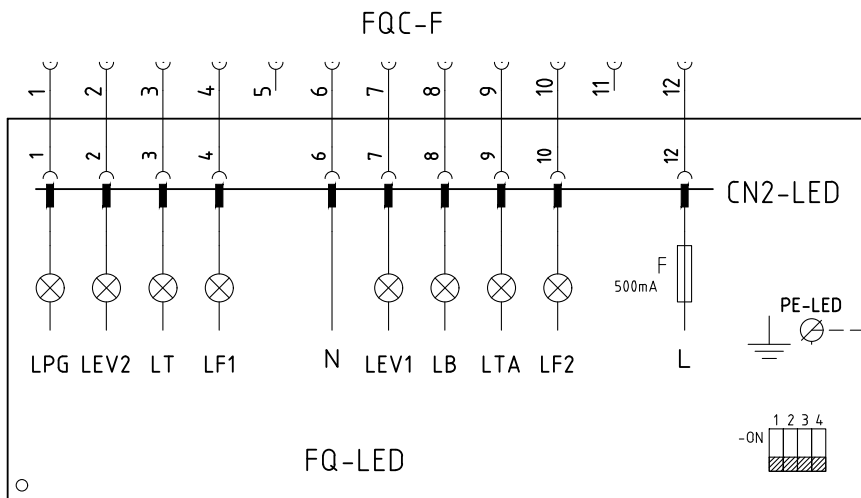 FQC-F
1 2 3 4 5 6 7 8 9 10 11 12
1 2 3 4 6 7 8 9 10 12
CN2-LED
F
500mA
PE-LED
LPG LEV2 LT LF1 N LEV1 LB LTA LF2 L
1 2 3 4
-ON
FQ-LED